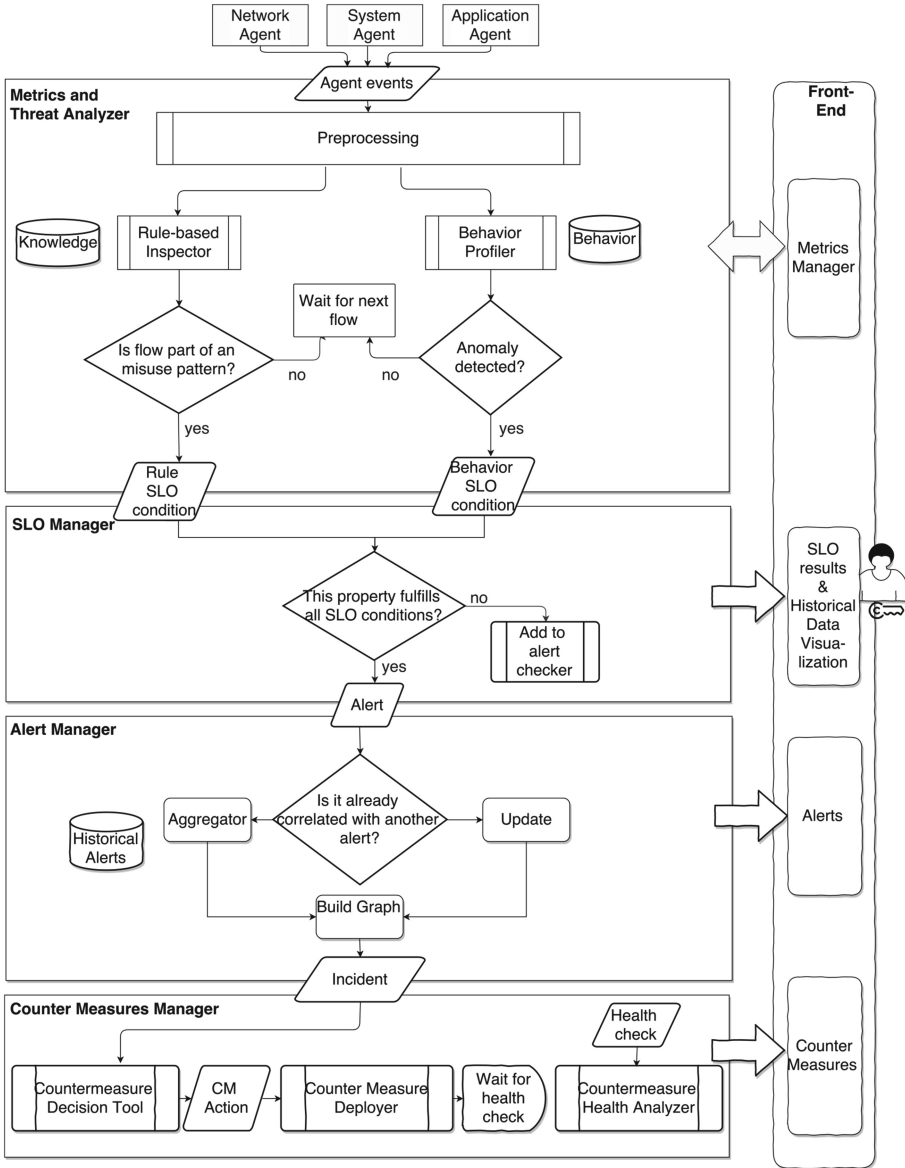 Network
Agent
System
Agent
Application
Agent
Agent events
Metrics and
Threat Analyzer
Front-
End
Preprocessing
Knowledge
Rule-based
Inspector
Behavior
Profiler
Behavior
Metrics
Manager
Wait for next
flow
Is flow part of an
misuse pattern?
no
no
Anomaly
detected?
yes
yes
Rule
SLO
condition
Behavior
SLO
condition
SLO Manager
This property fulfills
all SLO conditions?
no
Add to
alert
checker
yes
SLO
results
&
Historical
Data
Visua-
lization
Alert
Alert Manager
Historical
Alerts
Aggregator
Is it already
correlated with another
alert?
Update
Alerts
Build Graph
Incident
Counter Measures Manager
Health
check
Countermeasure
Decision Tool
CM
Action
Counter Measure
Deployer
Wait for
health
check
Countermeasure
Health Analyzer
Counter
Measures